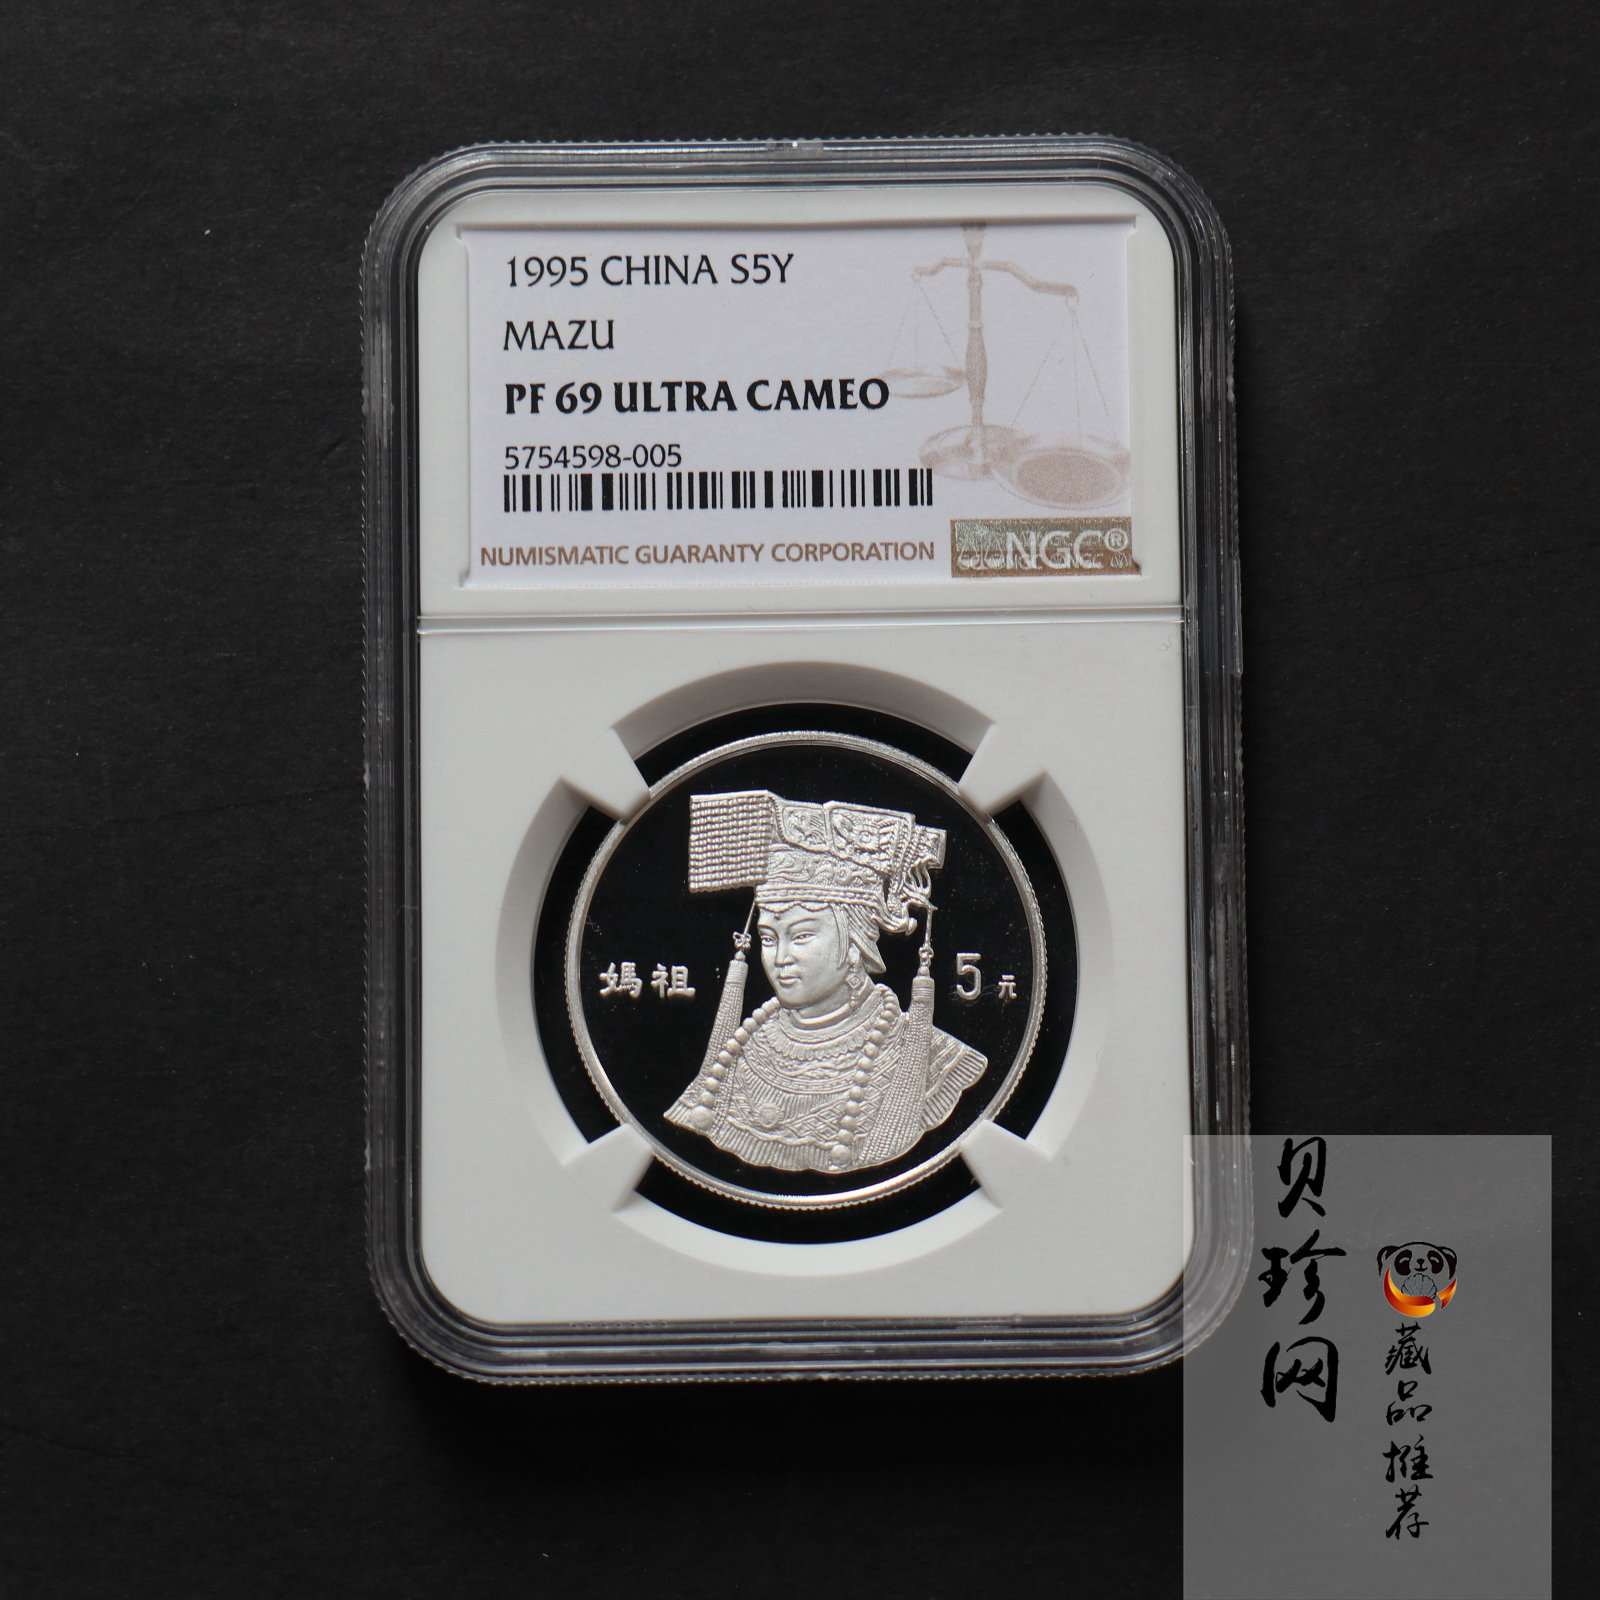 1995 CHINA S5Y
MAZU
PF 69 ULTRA CAMEO
5754598-005
NUMISMATIC GUARANTY CORPORATION
NGC®
媽祖
5元
贝珍网
藏品推荐